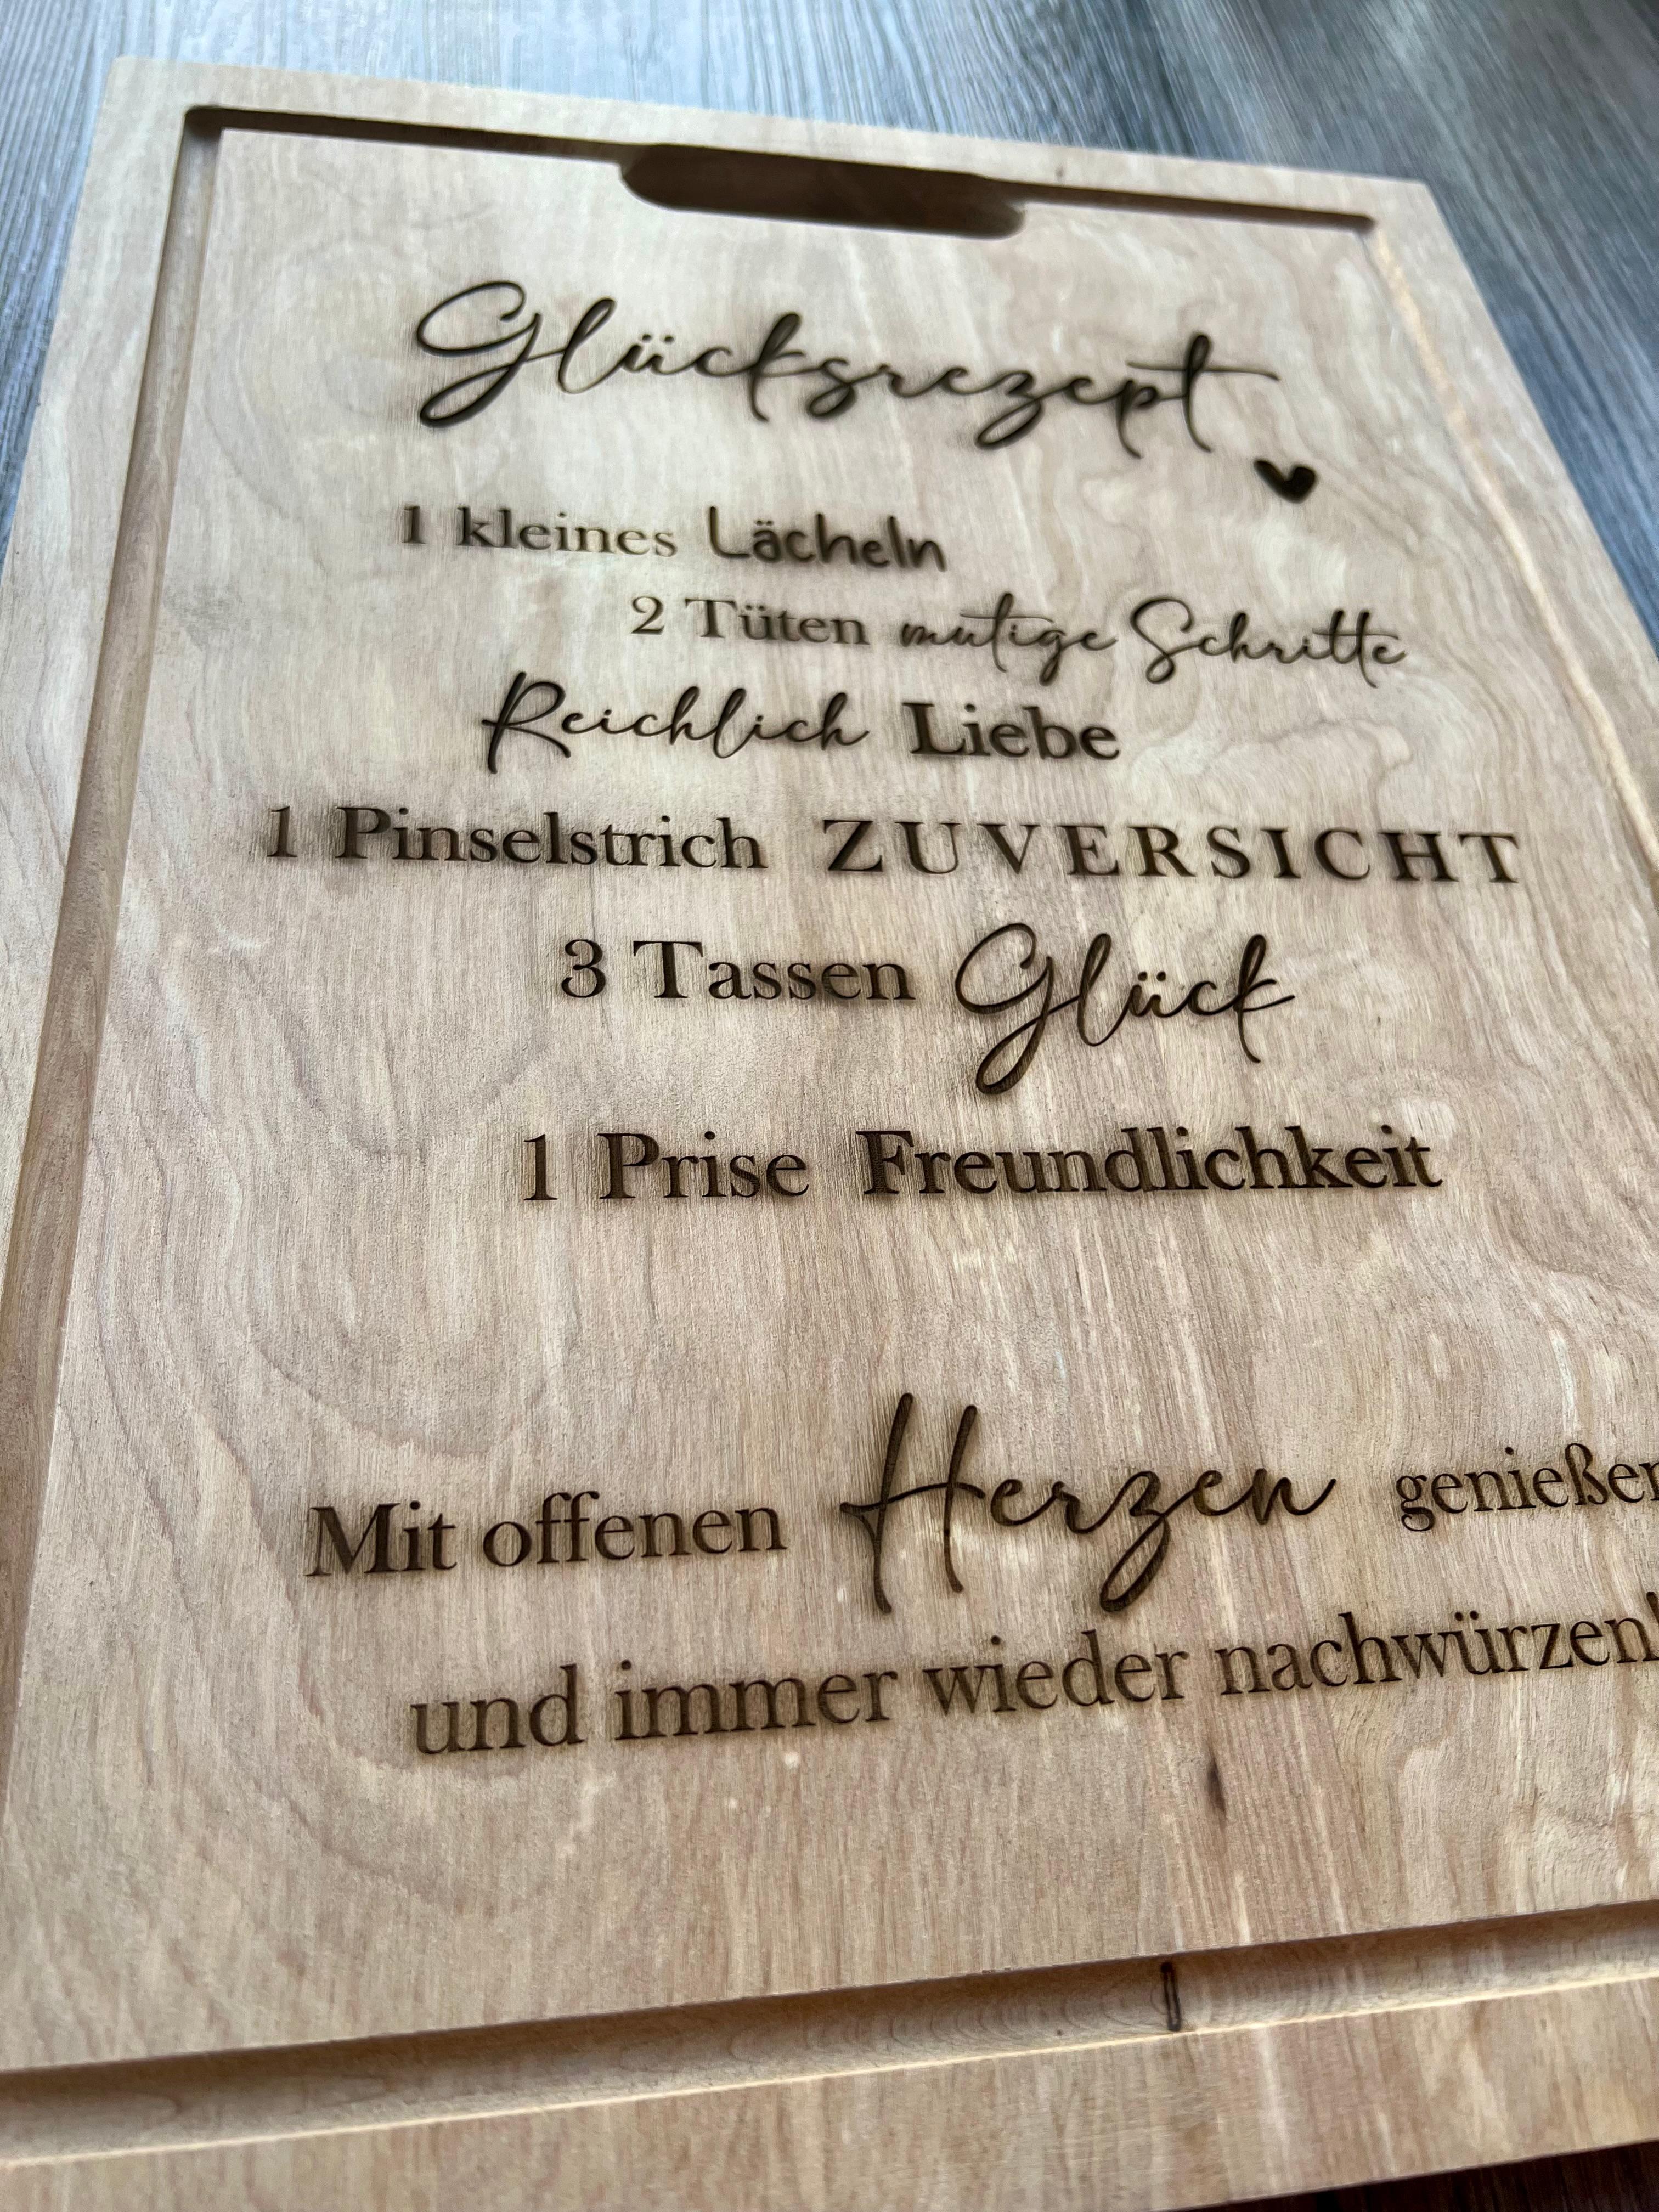 Glücksrezept
1 kleines Lächeln
2 Tüten mutige Schritte
Reichlich Liebe
1 Pinselstrich ZUVERSICHT
3 Tassen Glück
1 Prise Freundlichkeit
Mit offenen Herzen genießen
und immer wieder nachwürzen!